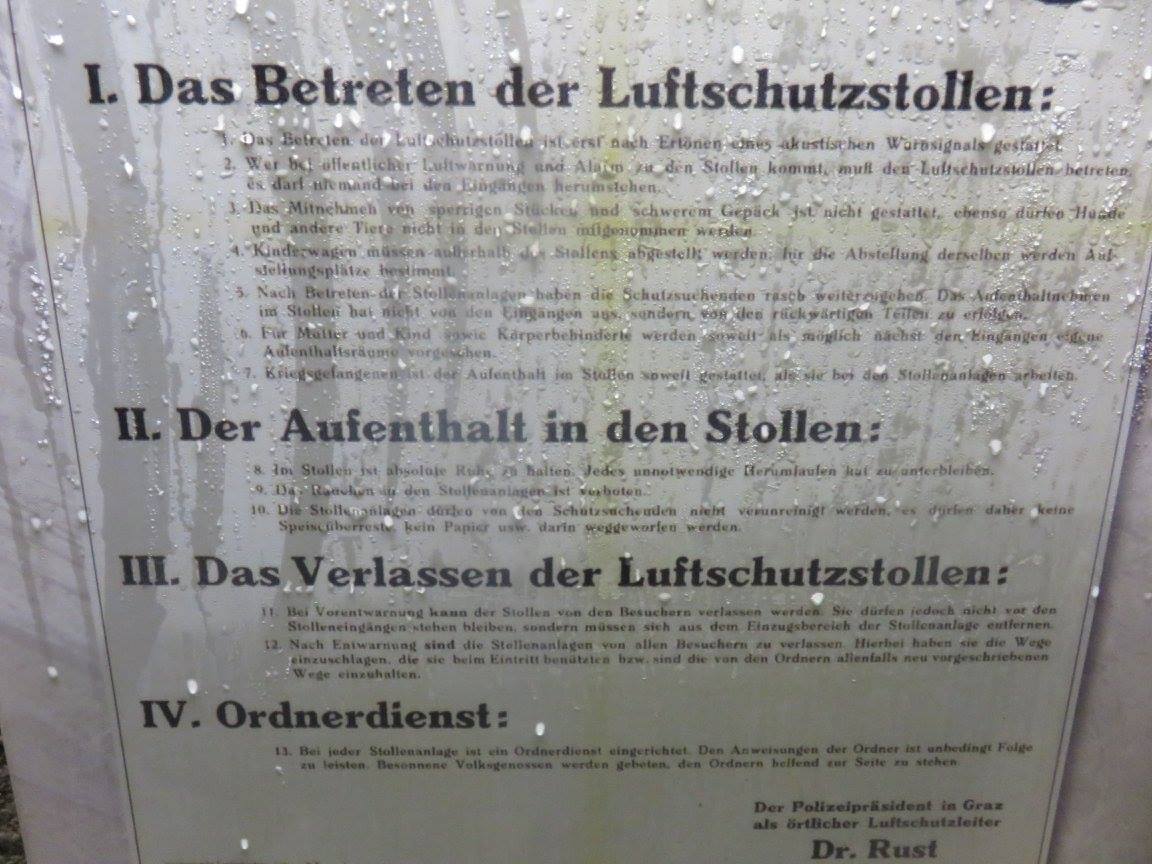 I. Das Betreten der Luftschutzstollen:
1. Das Betreten der Luftschutzstollen ist erst nach Ertönen eines akustischen Warnsignals gestattet.
2. Wer bei öffentlicher Luftwarnung und Alarm zu den Stollen kommt, muß den Luftschutzstollen betreten,
es darf niemand bei den Eingängen herumstehen.
3. Das Mitnehmen von sperrigen Stücken und schwerem Gepäck ist nicht gestattet, ebenso dürfen Hunde
und andere Tiere nicht in den Stollen mitgenommen werden.
4. Kinderwagen müssen außerhalb des Stollens abgestellt werden; für die Abstellung derselben werden Auf-
stellungsplätze bestimmt.
5. Nach Betreten der Stollenanlagen haben die Schutzsuchenden rasch weiterzugehen. Das Aufenthaltnehmen
im Stollen hat nicht von den Eingängen aus, sondern von den rückwärtigen Teilen zu erfolgen.
6. Für Mutter und Kind sowie Körperbehinderte werden soweit als möglich nächst den Eingängen eigene
Aufenthaltsräume vorgesehen.
7. Kriegsgefangenen ist der Aufenthalt im Stollen soweit gestattet, als sie bei den Stollenanlagen arbeiten.
II. Der Aufenthalt in den Stollen:
8. Im Stollen ist absolute Ruhe zu halten. Jedes unnotwendige Herumlaufen hat zu unterbleiben.
9. Das Rauchen in den Stollenanlagen ist verboten.
10. Die Stollenanlagen dürfen von den Schutzsuchenden nicht verunreinigt werden, es dürfen daher keine
Speiseüberreste, kein Papier usw. darin weggeworfen werden.
III. Das Verlassen der Luftschutzstollen:
11. Bei Vorentwarnung kann der Stollen von den Besuchern verlassen werden. Sie dürfen jedoch nicht vor den
Stolleneingängen stehen bleiben, sondern müssen sich aus dem Einzugsbereich der Stollenanlage entfernen.
12. Nach Entwarnung sind die Stollenanlagen von allen Besuchern zu verlassen. Hierbei haben sie die Wege
einzuschlagen, die sie beim Eintritt benützten bzw. sind die von den Ordnern allenfalls neu vorgeschriebenen
Wege einzuhalten.
IV. Ordnerdienst:
13. Bei jeder Stollenanlage ist ein Ordnerdienst eingerichtet. Den Anweisungen der Ordner ist unbedingt Folge
zu leisten. Besonnene Volksgenossen werden gebeten, den Ordnern helfend zur Seite zu stehen.
Der Polizeipräsident in Graz
als örtlicher Luftschutzleiter
Dr. Rust